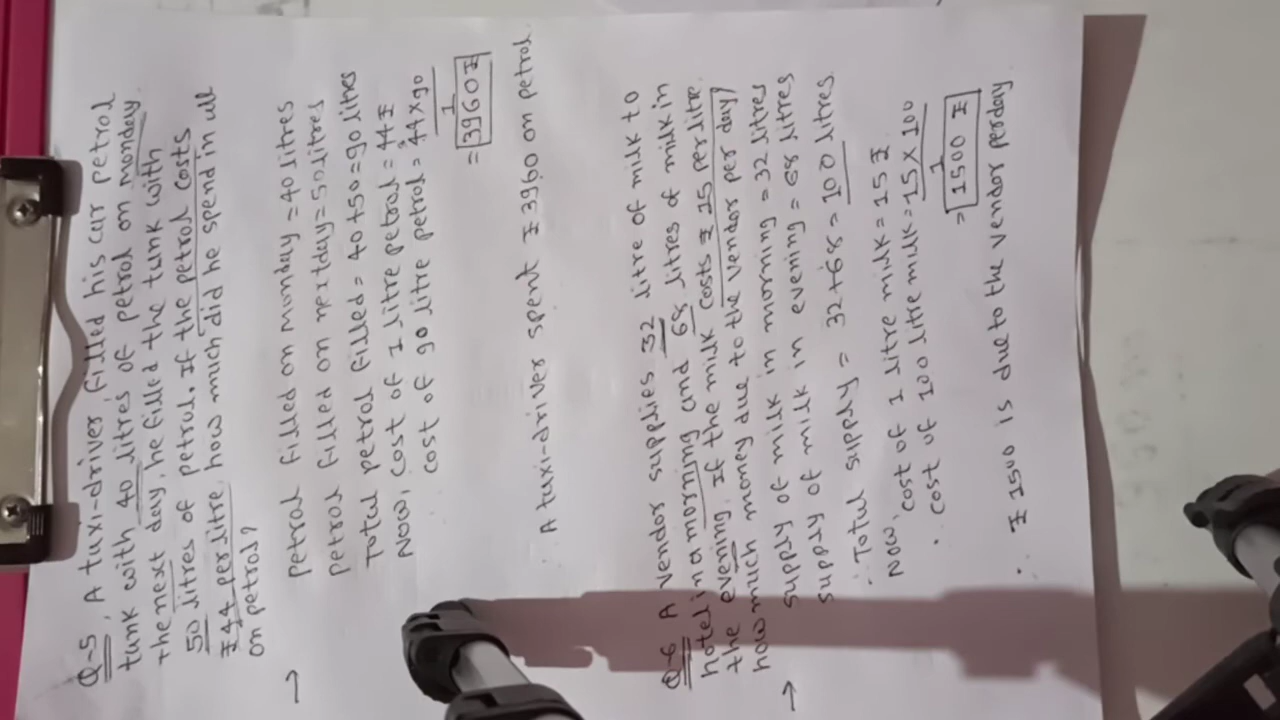 Q-5, A taxi-driver filled his car petrol
tank with 40 litres of petrol on monday
the next day, he filled the tank with
50 litres of petrol. If the petrol costs
₹44 per litre, how much did he spend in all
on petrol?
→ petrol filled on monday = 40 litres
petrol filled on nextday = 50 litres
Total petrol filled = 40 + 50 = 90 litres
Now, cost of 1 litre petrol = 44 ₹
cost of 90 litre petrol = 44 x 90
1
= 3960 ₹
∴ A taxi-driver spent ₹ 3960 on petrol.
Q-6 A vendor supplies 32 litre of milk to
hotel in a morning and 68 litres of milk in
the evening. If the milk costs ₹ 15 per litre
how much money due to the vendor per day?
→ supply of milk in morning = 32 litres
supply of milk in evening = 68 litres
∴ Total supply = 32+68 = 100 litres
Now, cost of 1 litre milk = 15 ₹
∴ cost of 100 litre milk = 15 x 100
1
= 1500 ₹
∴ ₹ 1500 is due to the vendor perday